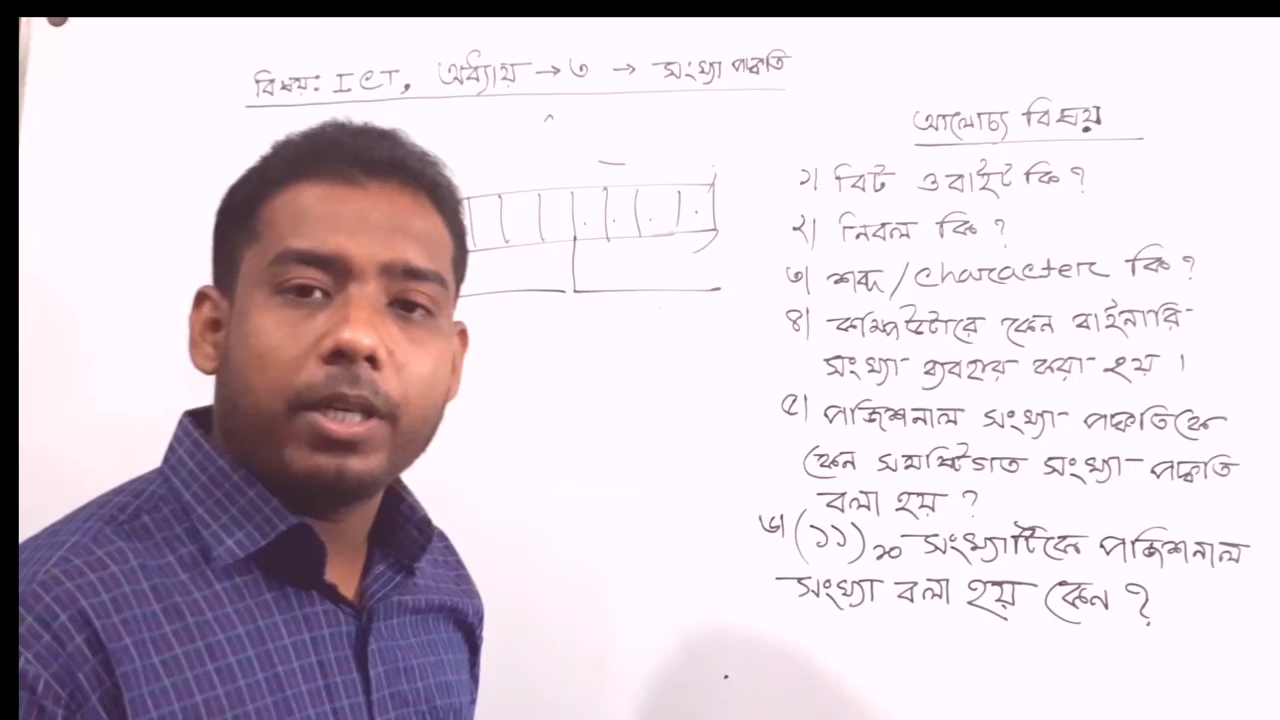 বিষয়: ICT, অধ্যায় → ৩ → সংখ্যা পদ্ধতি
আলোচ্য বিষয়
১। বিট ও বাইট কি ?
২। নিবল কি ?
৩। শব্দ / Character কি ?
৪। কম্পিউটারে কেন বাইনারি
সংখ্যা ব্যবহার করা হয় ।
৫। পজিশনাল সংখ্যা পদ্ধতিকে
কেন সমষ্টিগত সংখ্যা পদ্ধতি
বলা হয় ?
৬। (১১)১০ সংখ্যাটিকে পজিশনাল
সংখ্যা বলা হয় কেন ?